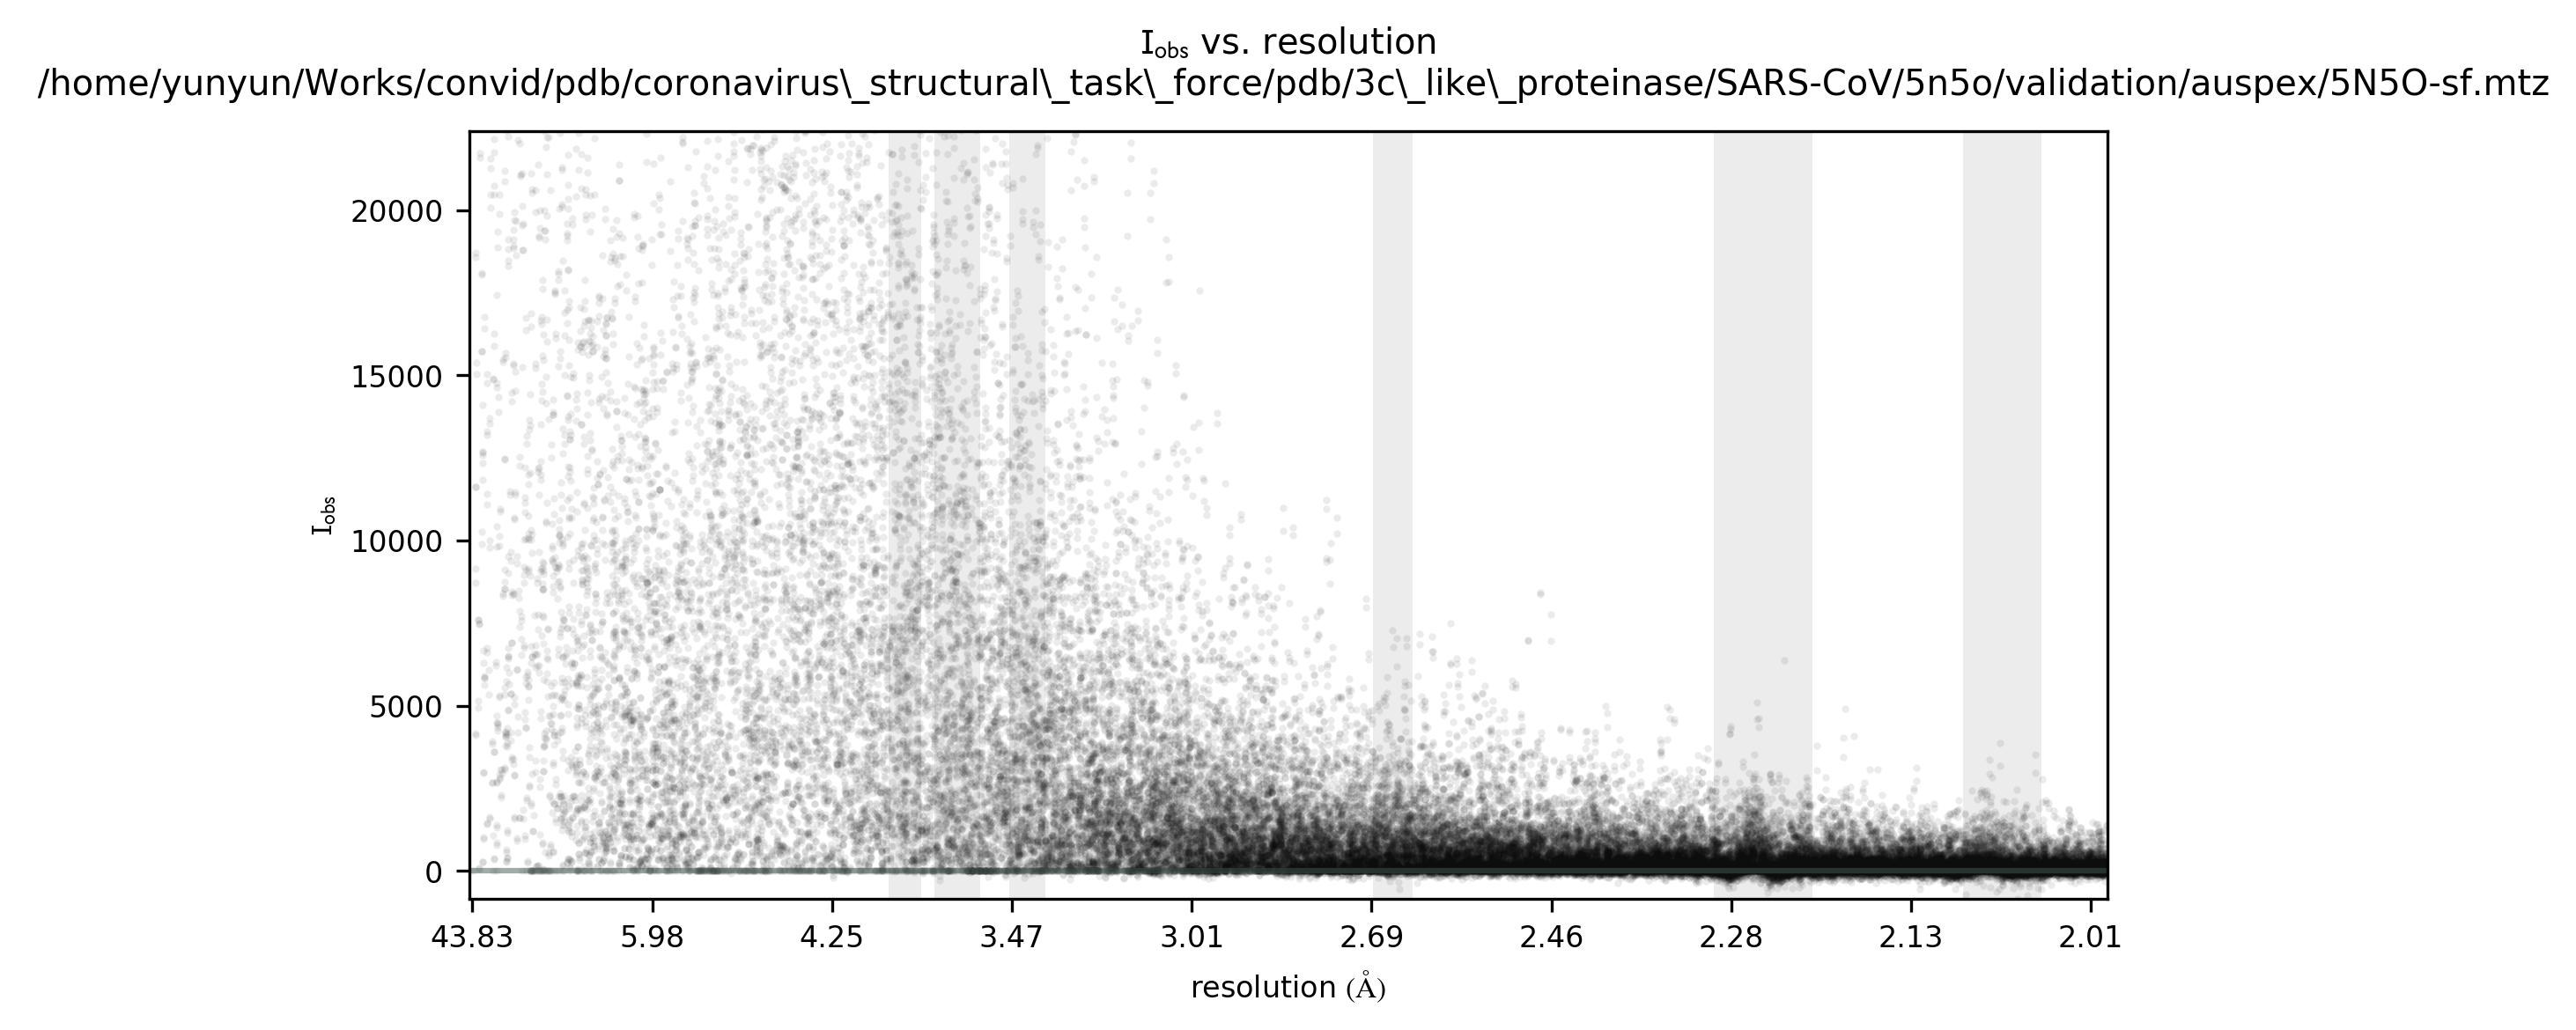 I_obs vs. resolution
/home/yunyun/Works/convid/pdb/coronavirus\_structural\_task\_force/pdb/3c\_like\_proteinase/SARS-CoV/5n5o/validation/auspex/5N5O-sf.mtz
20000
15000
I_obs
10000
5000
0
43.83 5.98 4.25 3.47 3.01 2.69 2.46 2.28 2.13 2.01
resolution (Å)